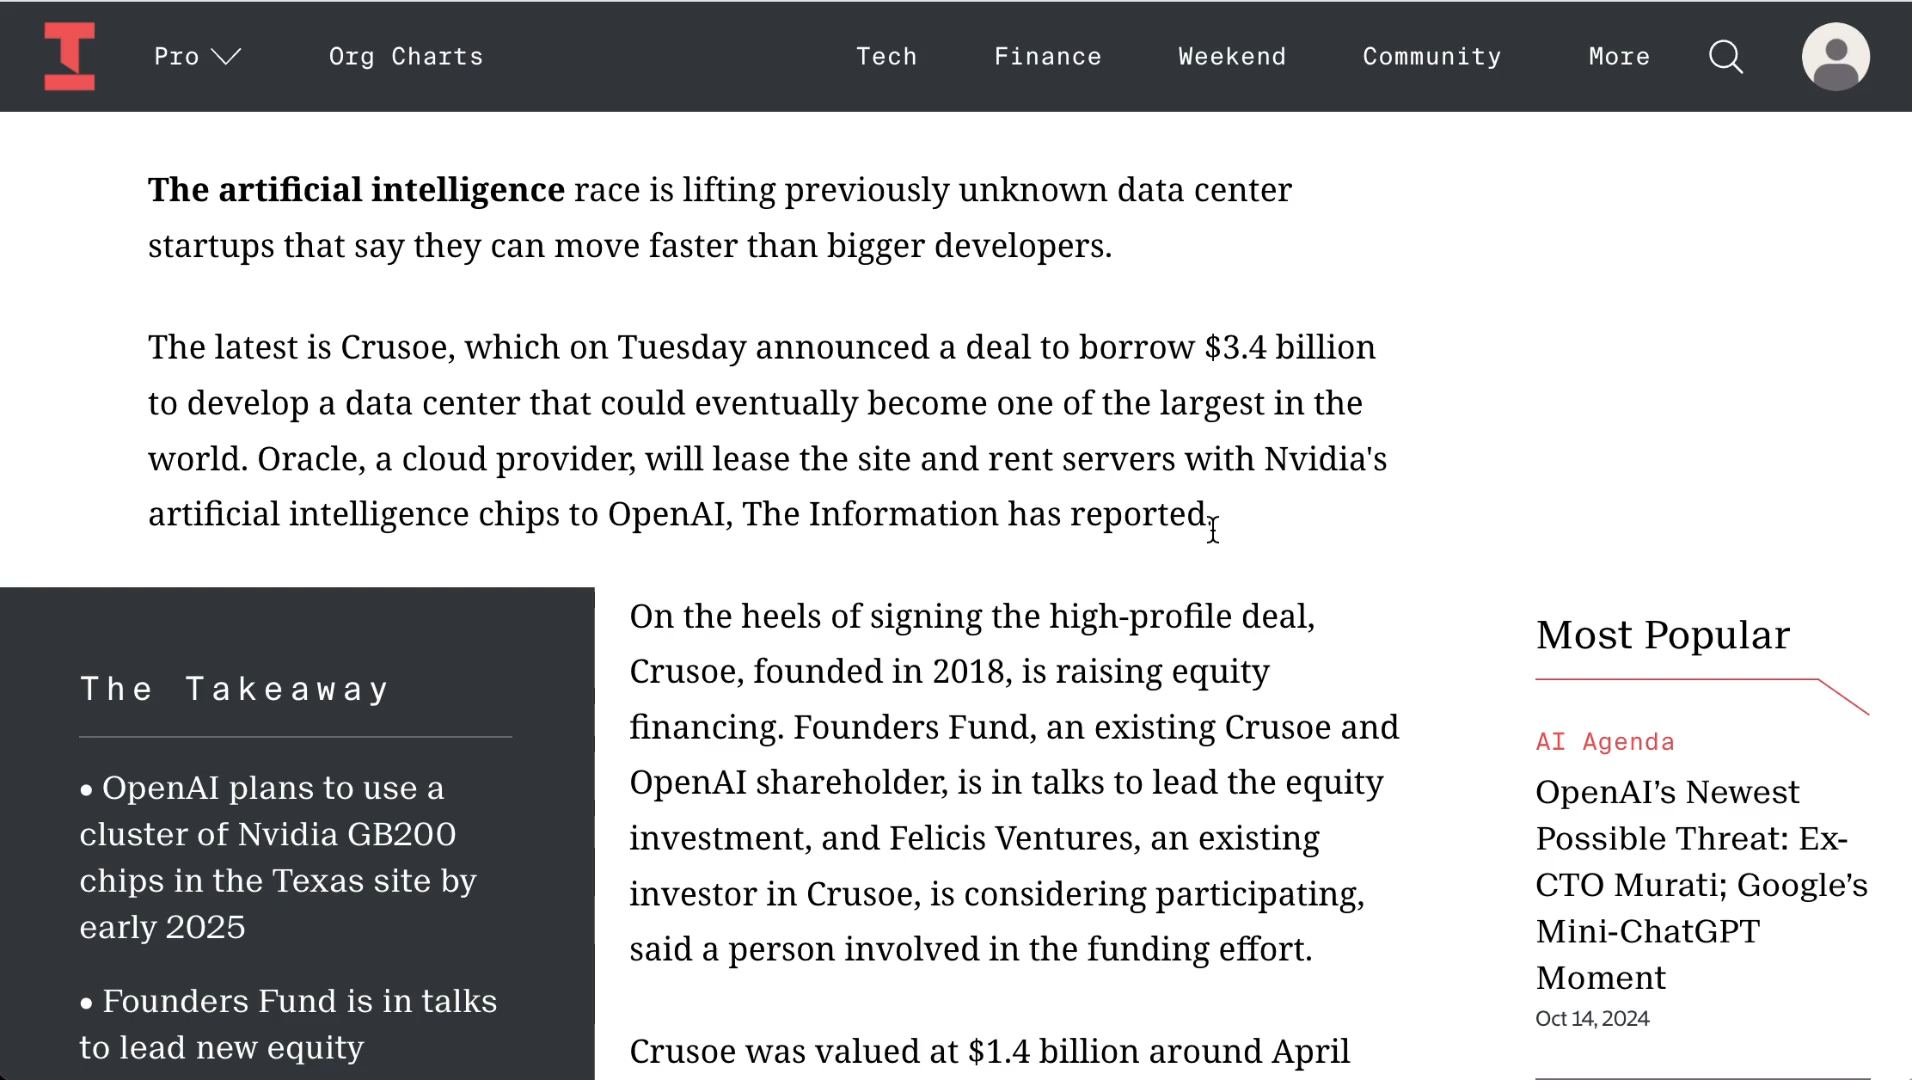 Pro
Org Charts
Tech
Finance
Weekend
Community
More
The artificial intelligence race is lifting previously unknown data center
startups that say they can move faster than bigger developers.
The latest is Crusoe, which on Tuesday announced a deal to borrow $3.4 billion
to develop a data center that could eventually become one of the largest in the
world. Oracle, a cloud provider, will lease the site and rent servers with Nvidia's
artificial intelligence chips to OpenAI, The Information has reported.
The Takeaway
• OpenAI plans to use a
cluster of Nvidia GB200
chips in the Texas site by
early 2025
• Founders Fund is in talks
to lead new equity
On the heels of signing the high-profile deal,
Crusoe, founded in 2018, is raising equity
financing. Founders Fund, an existing Crusoe and
OpenAI shareholder, is in talks to lead the equity
investment, and Felicis Ventures, an existing
investor in Crusoe, is considering participating,
said a person involved in the funding effort.
Crusoe was valued at $1.4 billion around April
Most Popular
AI Agenda
OpenAI’s Newest
Possible Threat: Ex-
CTO Murati; Google’s
Mini-ChatGPT
Moment
Oct 14, 2024